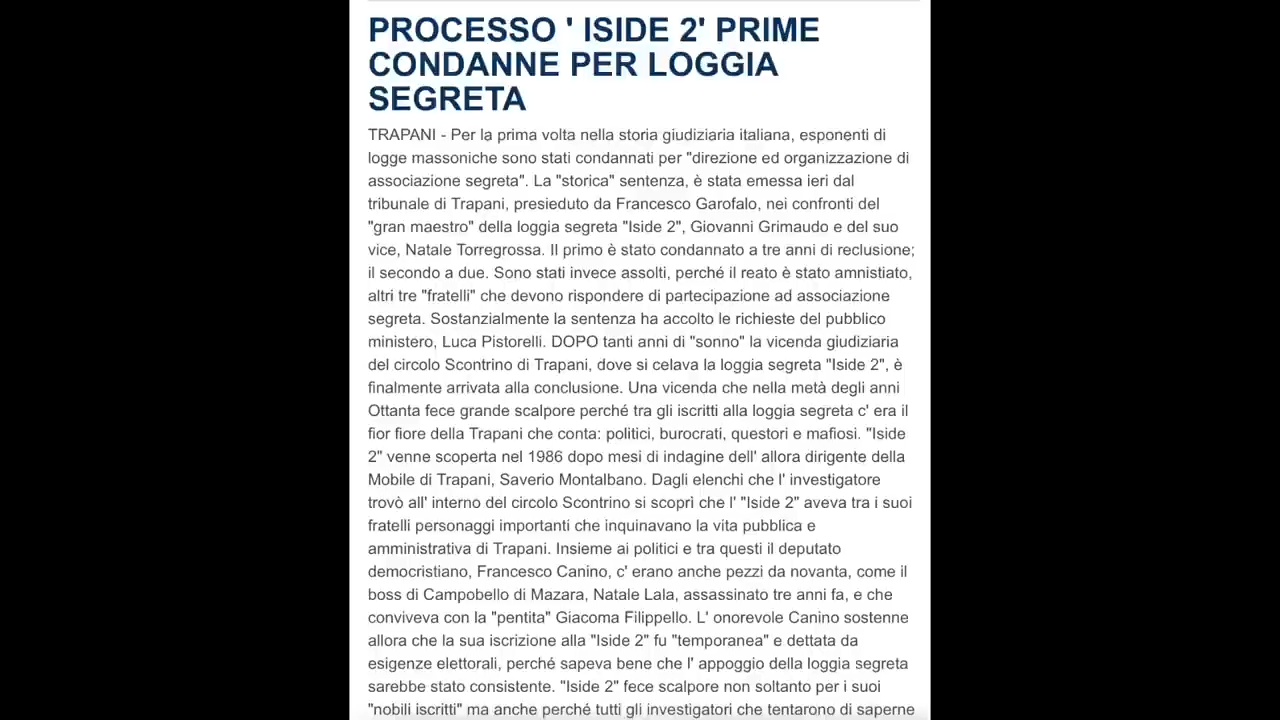 PROCESSO ' ISIDE 2' PRIME
CONDANNE PER LOGGIA
SEGRETA
TRAPANI - Per la prima volta nella storia giudiziaria italiana, esponenti di
logge massoniche sono stati condannati per "direzione ed organizzazione di
associazione segreta". La "storica" sentenza, è stata emessa ieri dal
tribunale di Trapani, presieduto da Francesco Garofalo, nei confronti del
"gran maestro" della loggia segreta "Iside 2", Giovanni Grimaudo e del suo
vice, Natale Torregrossa. Il primo è stato condannato a tre anni di reclusione;
il secondo a due. Sono stati invece assolti, perché il reato è stato amnistiato,
altri tre "fratelli" che devono rispondere di partecipazione ad associazione
segreta. Sostanzialmente la sentenza ha accolto le richieste del pubblico
ministero, Luca Pistorelli. DOPO tanti anni di "sonno" la vicenda giudiziaria
del circolo Scontrino di Trapani, dove si celava la loggia segreta "Iside 2", è
finalmente arrivata alla conclusione. Una vicenda che nella metà degli anni
Ottanta fece grande scalpore perché tra gli iscritti alla loggia segreta c' era il
fior fiore della Trapani che conta: politici, burocrati, questori e mafiosi. "Iside
2" venne scoperta nel 1986 dopo mesi di indagine dell' allora dirigente della
Mobile di Trapani, Saverio Montalbano. Dagli elenchi che l' investigatore
trovò all' interno del circolo Scontrino si scoprì che l' "Iside 2" aveva tra i suoi
fratelli personaggi importanti che inquinavano la vita pubblica e
amministrativa di Trapani. Insieme ai politici e tra questi il deputato
democristiano, Francesco Canino, c' erano anche pezzi da novanta, come il
boss di Campobello di Mazara, Natale Lala, assassinato tre anni fa, e che
conviveva con la "pentita" Giacoma Filippello. L' onorevole Canino sostenne
allora che la sua iscrizione alla "Iside 2" fu "temporanea" e dettata da
esigenze elettorali, perché sapeva bene che l' appoggio della loggia segreta
sarebbe stato consistente. "Iside 2" fece scalpore non soltanto per i suoi
"nobili iscritti" ma anche perché tutti gli investigatori che tentarono di saperne